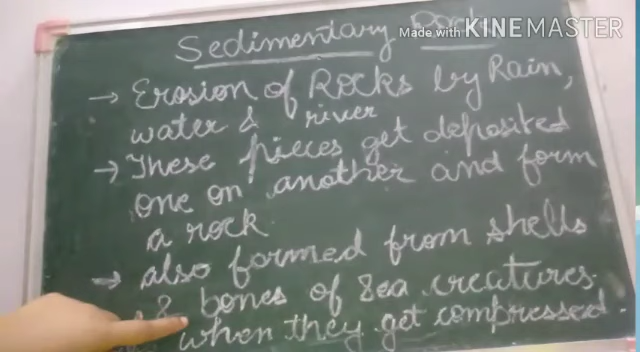 Made with KINEMASTER
Sedimentary Rock
→ Erosion of Rocks by Rain,
water & river
→ These pieces get deposited
one on another and form
a rock.
→ also formed from shells
& bones of sea creatures.
when they get compressed.